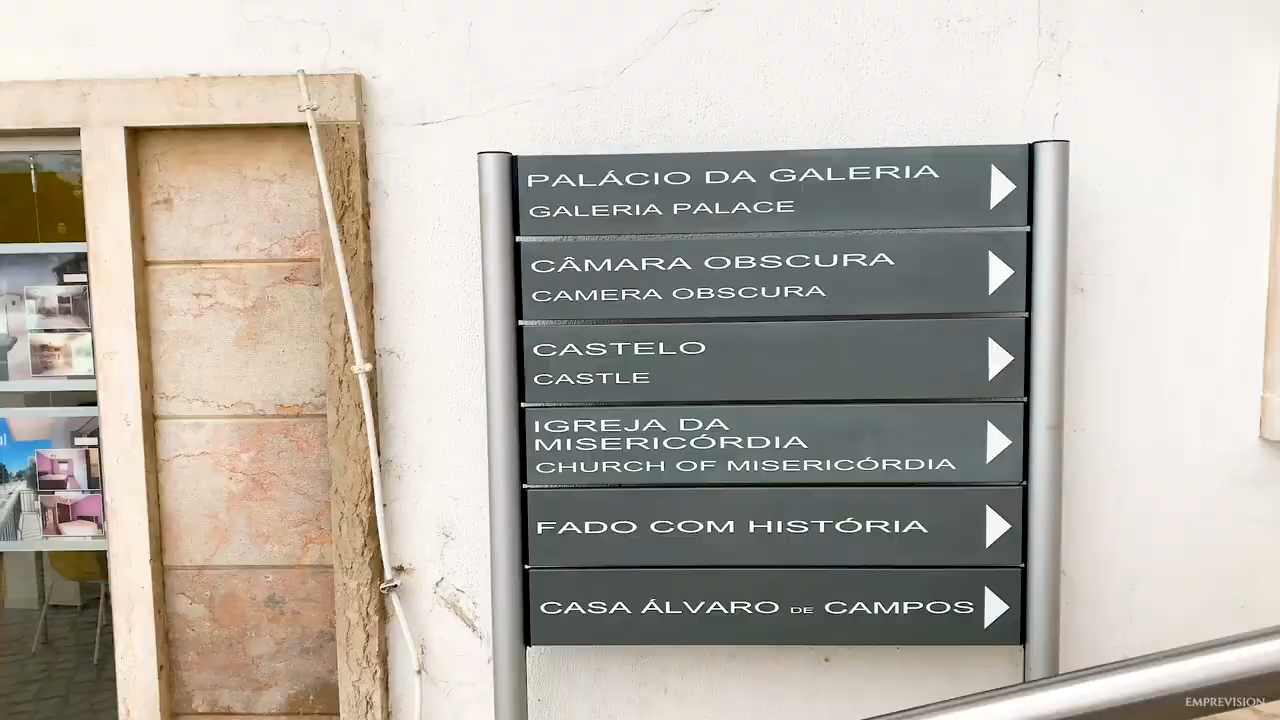 PALÁCIO DA GALERIA
GALERIA PALACE
CÂMARA OBSCURA
CAMERA OBSCURA
CASTELO
CASTLE
IGREJA DA
MISERICÓRDIA
CHURCH OF MISERICÓRDIA
FADO COM HISTÓRIA
CASA ÁLVARO DE CAMPOS
EMPREVISION